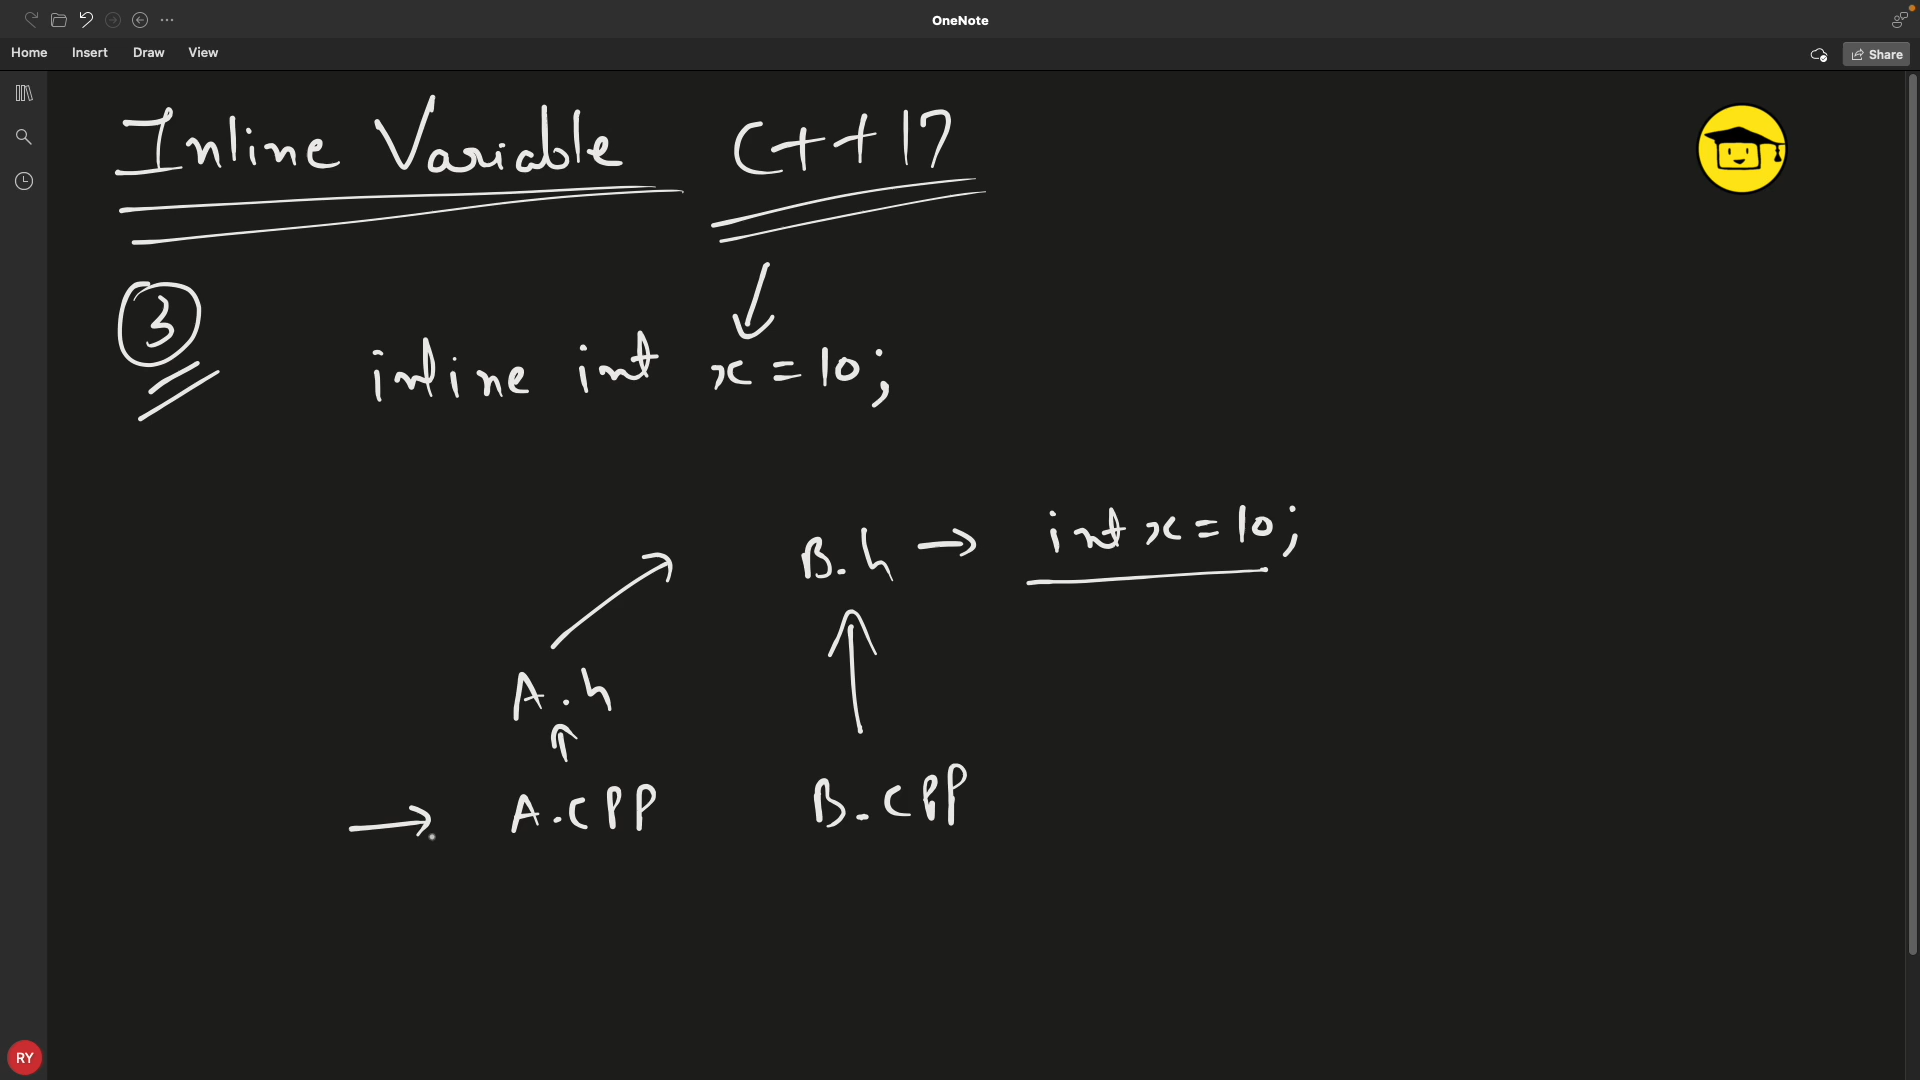 OneNote
Home Insert Draw View Share
Inline Variable C++17
3
inline int x = 10;
B.h → int x = 10;
A.h
→ A.CPP B.CPP
RY